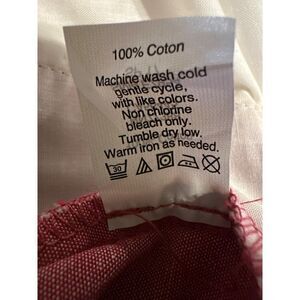 100% Coton
Machine wash cold
gentle cycle,
with like colors.
Non chlorine
bleach only.
Tumble dry low.
Warm iron as needed.
30